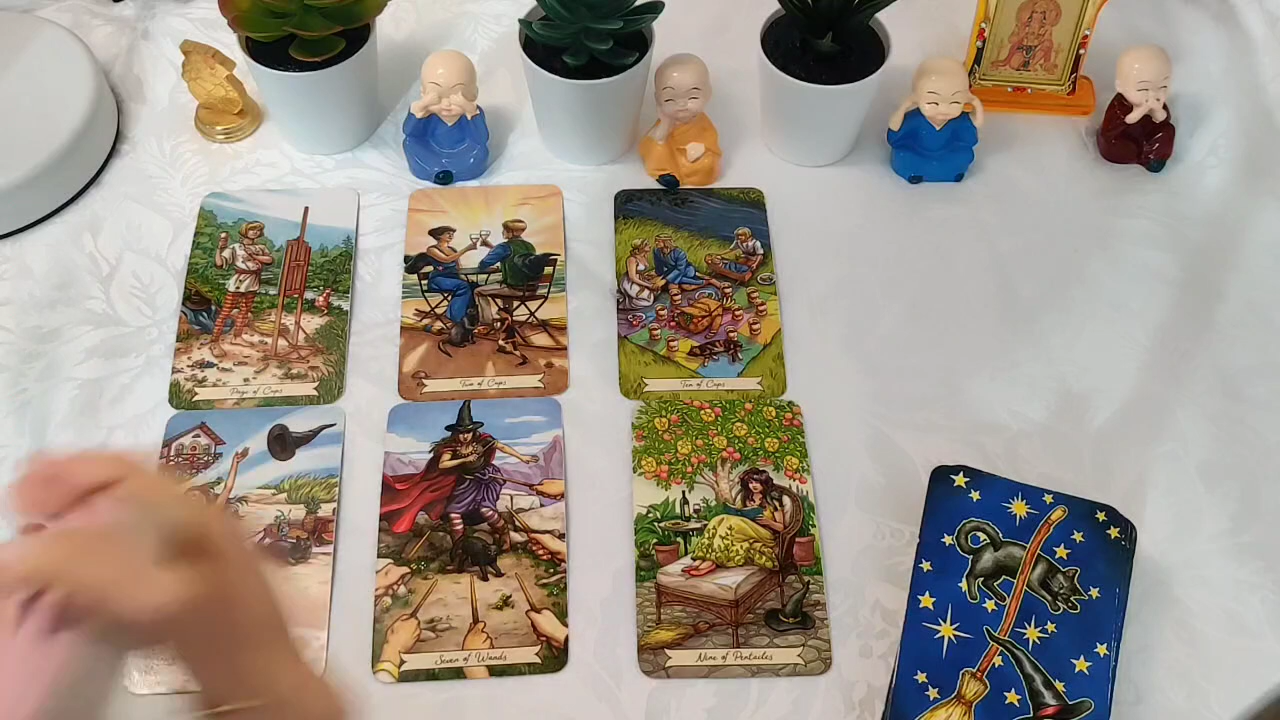 Page of Cups
Two of Cups
Ten of Cups
Seven of Wands
Nine of Pentacles